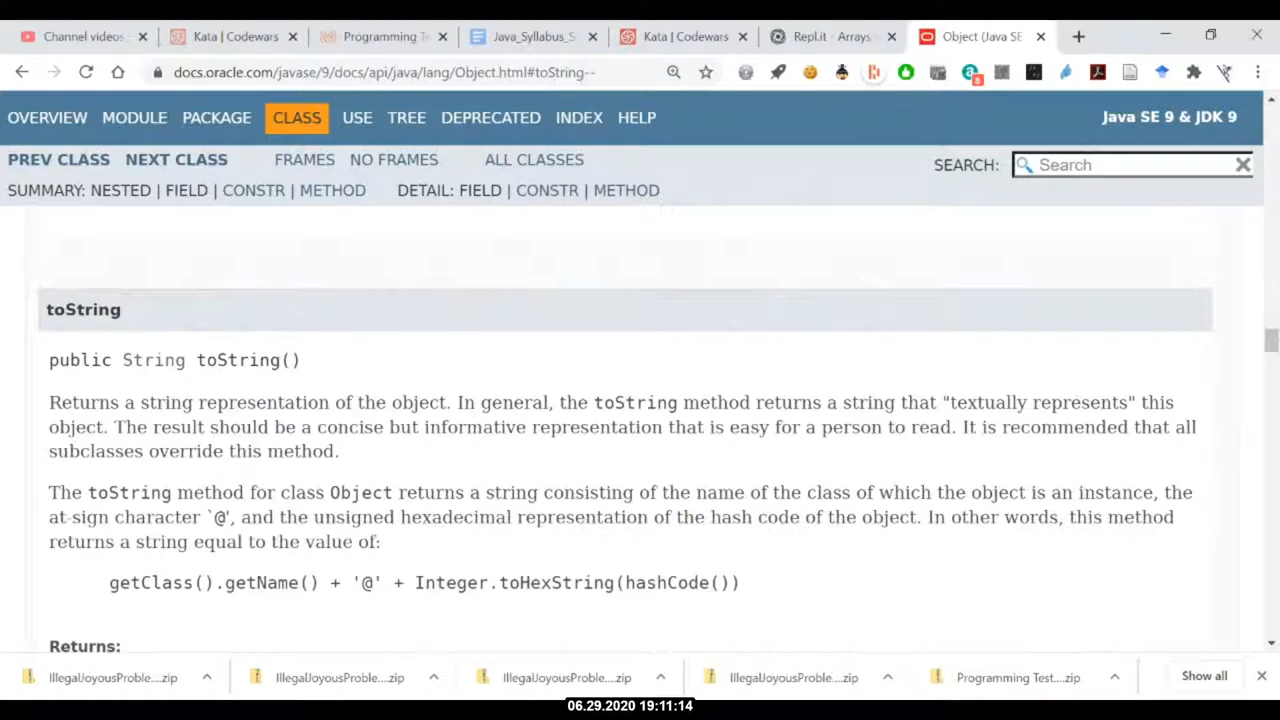 Channel videos
Kata | Codewars
Programming Te
Java_Syllabus_S
Kata | Codewars
Repl.it - Arrays
Object (Java SE
docs.oracle.com/javase/9/docs/api/java/lang/Object.html#toString--
8
OVERVIEW MODULE PACKAGE CLASS USE TREE DEPRECATED INDEX HELP
Java SE 9 & JDK 9
PREV CLASS NEXT CLASS FRAMES NO FRAMES ALL CLASSES
SEARCH: Search
SUMMARY: NESTED | FIELD | CONSTR | METHOD DETAIL: FIELD | CONSTR | METHOD
toString
public String toString()
Returns a string representation of the object. In general, the toString method returns a string that "textually represents" this
object. The result should be a concise but informative representation that is easy for a person to read. It is recommended that all
subclasses override this method.
The toString method for class Object returns a string consisting of the name of the class of which the object is an instance, the
at-sign character `@', and the unsigned hexadecimal representation of the hash code of the object. In other words, this method
returns a string equal to the value of:
getClass().getName() + '@' + Integer.toHexString(hashCode())
Returns:
IllegalJoyousProble....zip
IllegalJoyousProble....zip
IllegalJoyousProble....zip
IllegalJoyousProble....zip
Programming Test....zip
Show all
06.29.2020 19:11:14